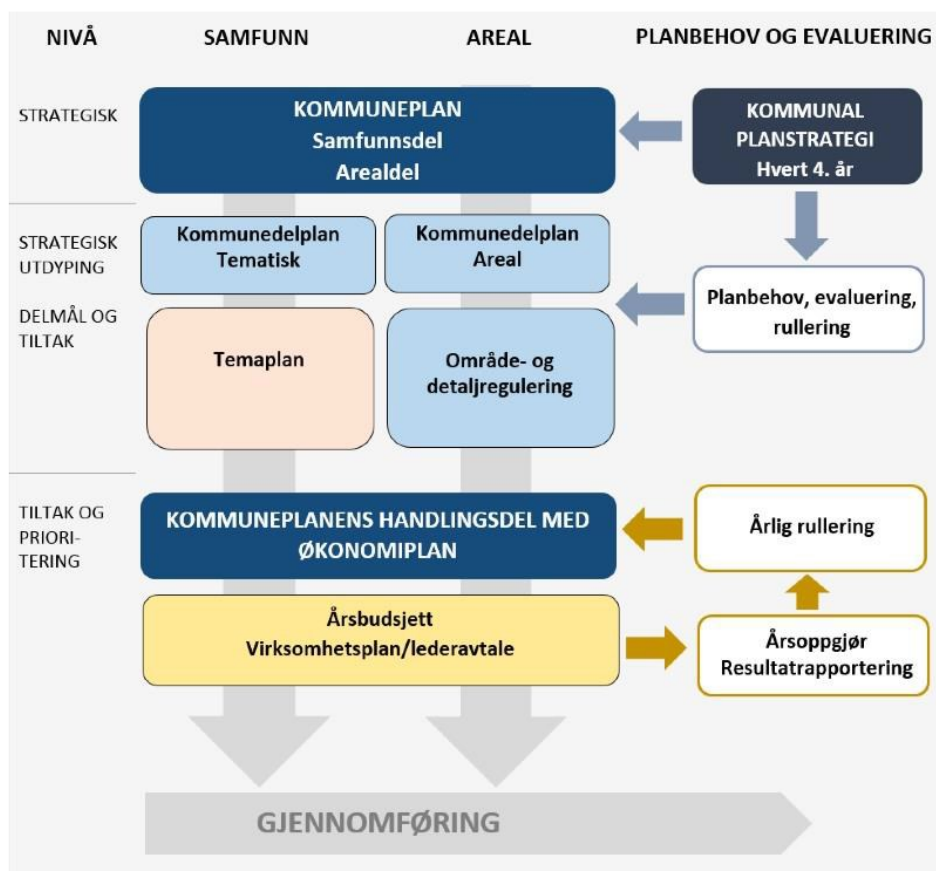 NIVÅ SAMFUNN AREAL PLANBEHOV OG EVALUERING
STRATEGISK
KOMMUNEPLAN
Samfunnsdel
Arealdel
KOMMUNAL
PLANSTRATEGI
Hvert 4. år
STRATEGISK
UTDYPING
Kommunedelplan
Tematisk
Kommunedelplan
Areal
Planbehov, evaluering,
rullering
DELMÅL OG
TILTAK
Temaplan
Område- og
detaljregulering
TILTAK OG
PRIORI-
TERING
KOMMUNEPLANENS HANDLINGSDEL MED
ØKONOMIPLAN
Årlig rullering
Årsbudsjett
Virksomhetsplan/lederavtale
Årsoppgjør
Resultatrapportering
GJENNOMFØRING